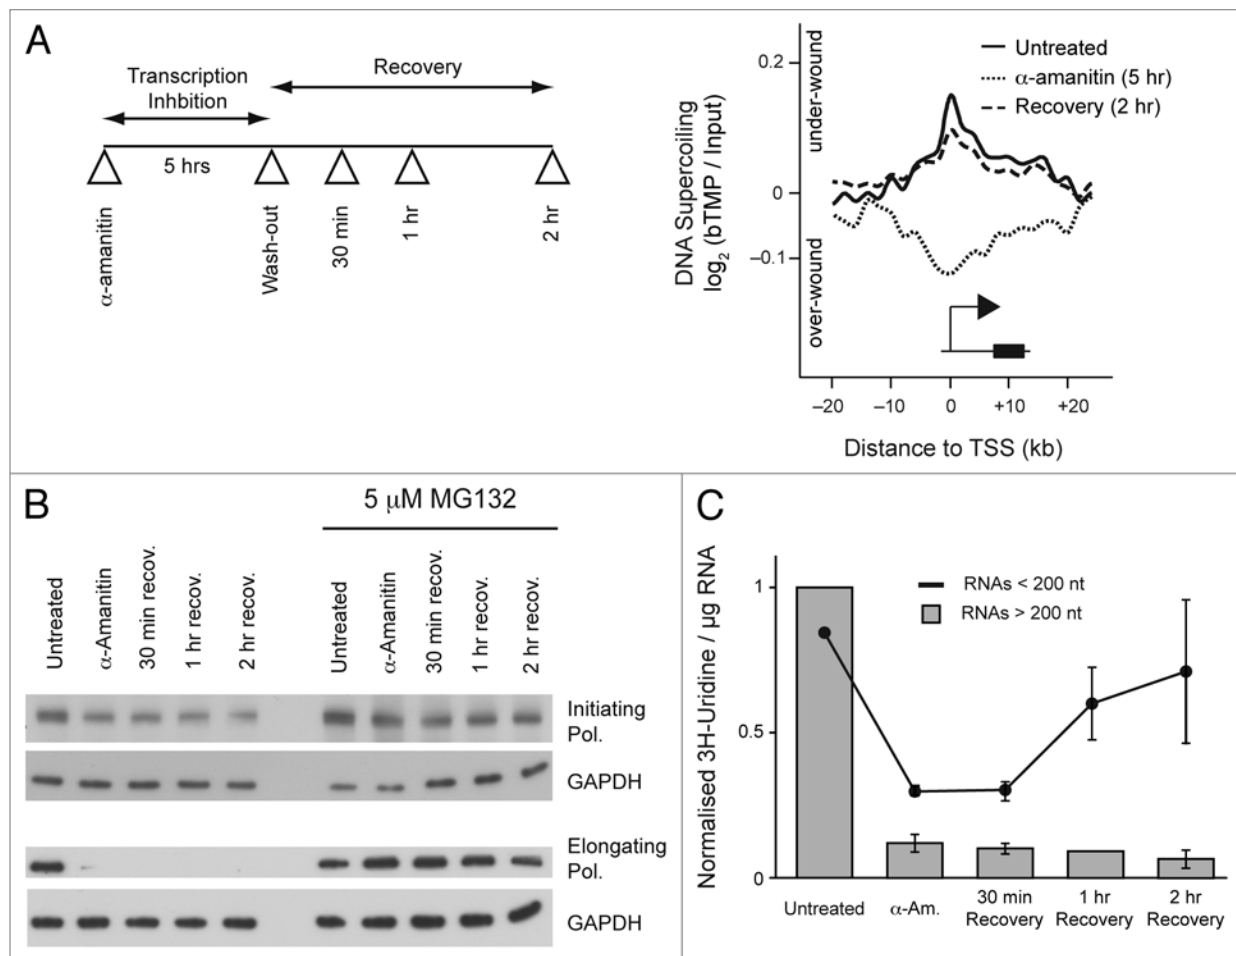 A
Transcription
Inhbition
Recovery
5 hrs
α-amanitin
Wash-out
30 min
1 hr
2 hr
DNA Supercoiling
log2 (bTMP / Input)
over-wound
under-wound
0.2
0
−0.1
Untreated
α-amanitin (5 hr)
Recovery (2 hr)
−20
−10
0
+10
+20
Distance to TSS (kb)
B
5 μM MG132
Untreated
α-Amanitin
30 min recov.
1 hr recov.
2 hr recov.
Untreated
α-Amanitin
30 min recov.
1 hr recov.
2 hr recov.
Initiating
Pol.
GAPDH
Elongating
Pol.
GAPDH
C
Normalised 3H-Uridine / µg RNA
1
0.5
0
RNAs < 200 nt
RNAs > 200 nt
Untreated
α-Am.
30 min
Recovery
1 hr
Recovery
2 hr
Recovery